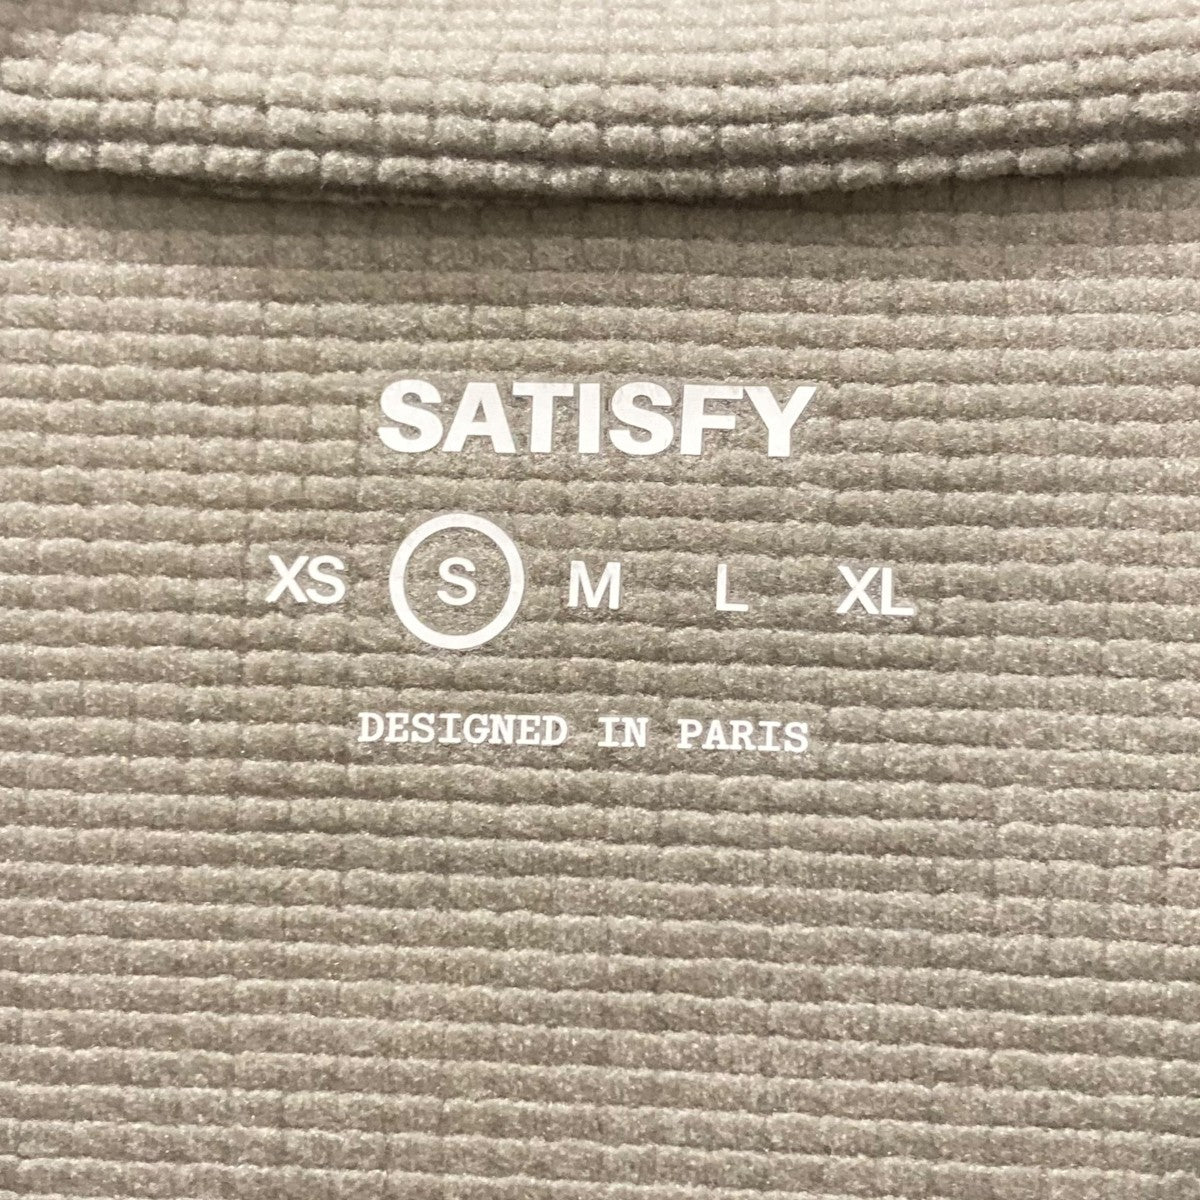 SATISFY
XS S M L XL
DESIGNED IN PARIS